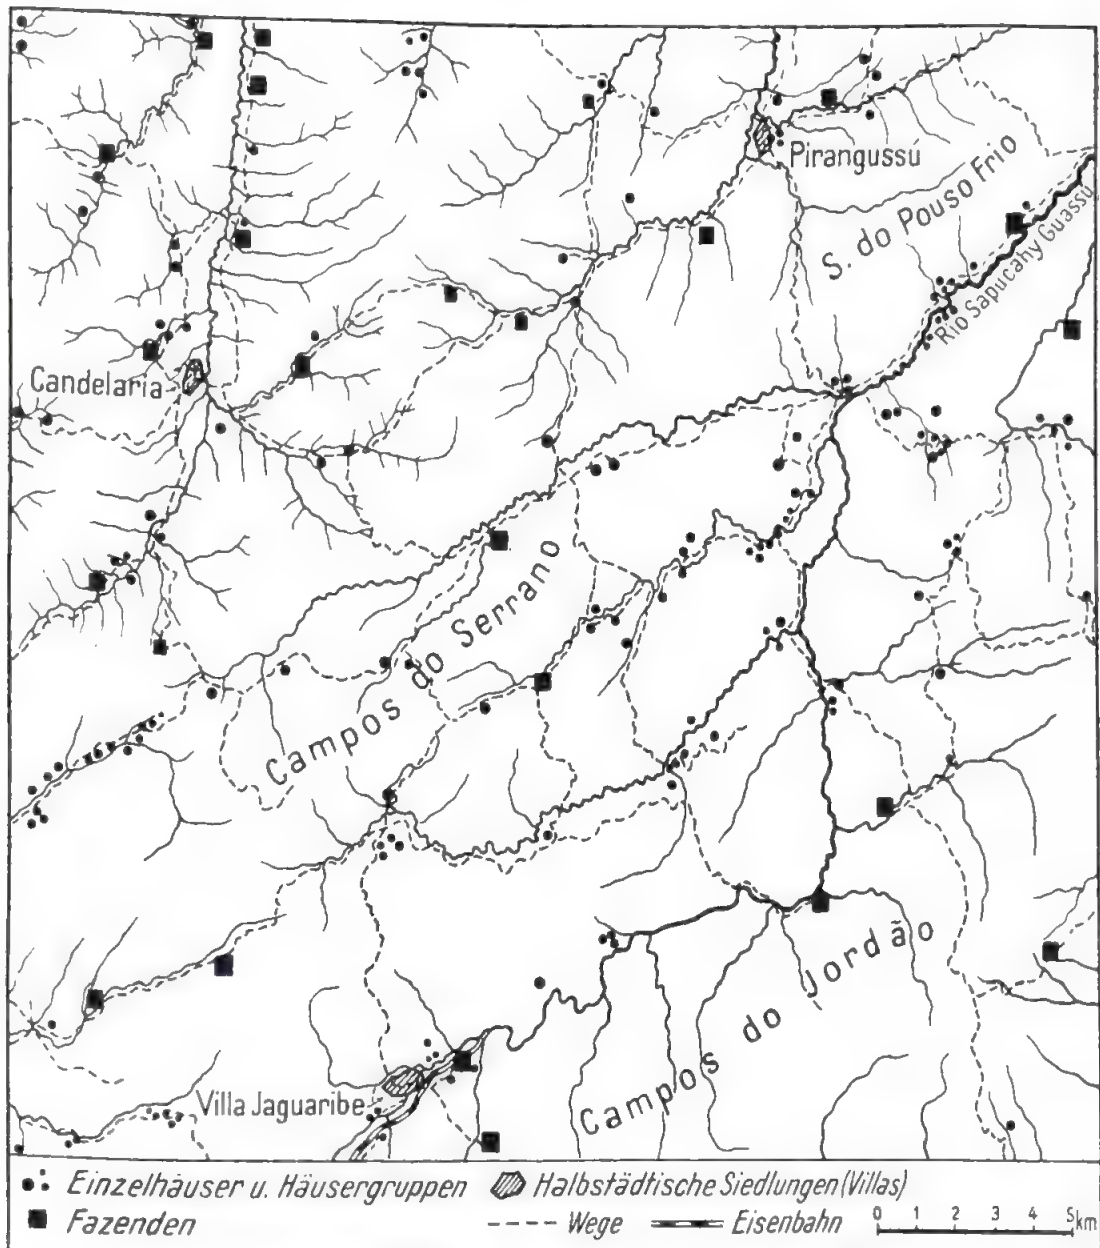 Pirangussu
S. do Pouso Frio
Rio Sapucahy Guassú
Candelaria
Campos do Serrano
Campos do Jordão
Villa Jaguaribe
Einzelhäuser u. Häusergruppen
Halbstädtische Siedlungen (Villas)
Fazenden
Wege
Eisenbahn
0 1 2 3 4 5 km